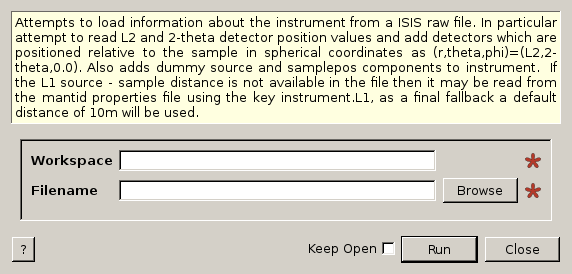 Attempts to load information about the instrument from a ISIS raw file. In particular
attempt to read L2 and 2-theta detector position values and add detectors which are
positioned relative to the sample in spherical coordinates as (r,theta,phi)=(L2,2-
theta,0.0). Also adds dummy source and samplepos components to instrument.  If
the L1 source - sample distance is not available in the file then it may be read from
the mantid properties file using the key instrument.L1, as a final fallback a default
distance of 10m will be used.
Workspace
Filename Browse
? Keep Open Run Close